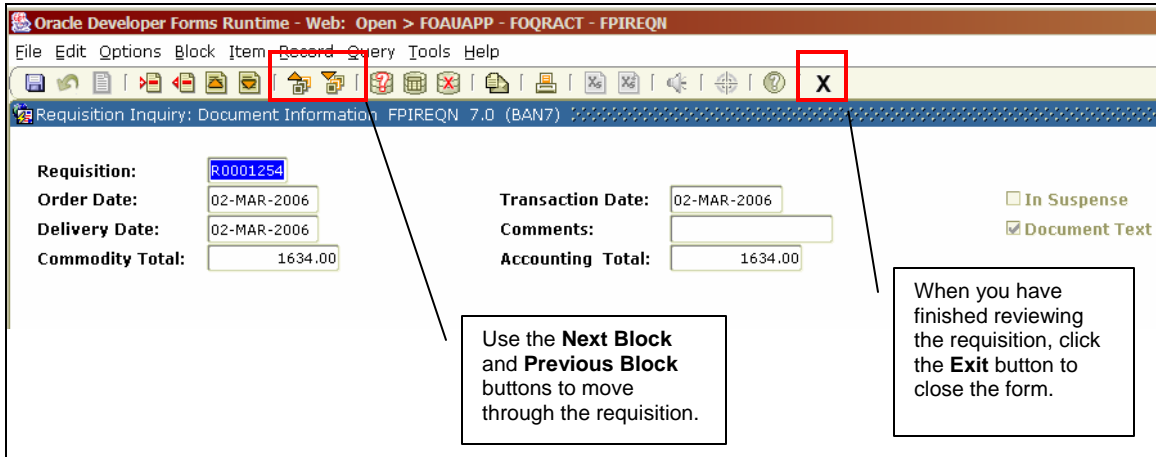 Oracle Developer Forms Runtime - Web: Open > FOAUAPP - FOQRACT - FPIREQN
File Edit Options Block Item Record Query Tools Help
X
Requisition Inquiry: Document Information FPIREQN 7.0 (BAN7)
Requisition: R0001254
Order Date: 02-MAR-2006 Transaction Date: 02-MAR-2006 In Suspense
Delivery Date: 02-MAR-2006 Comments: Document Text
Commodity Total: 1634.00 Accounting Total: 1634.00
Use the Next Block
and Previous Block
buttons to move
through the requisition.
When you have
finished reviewing
the requisition, click
the Exit button to
close the form.